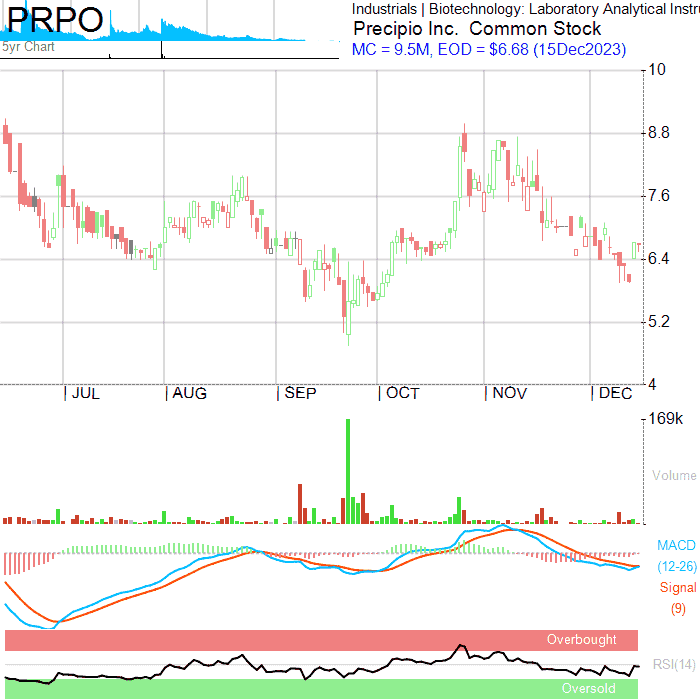 PRPO
5yr Chart
Industrials | Biotechnology: Laboratory Analytical Instru
Precipio Inc. Common Stock
MC = 9.5M, EOD = $6.68 (15Dec2023)
10
8.8
7.6
6.4
5.2
4
| JUL | AUG | SEP | OCT | NOV | DEC
169k
Volume
MACD
(12-26)
Signal
(9)
Overbought
RSI(14)
Oversold